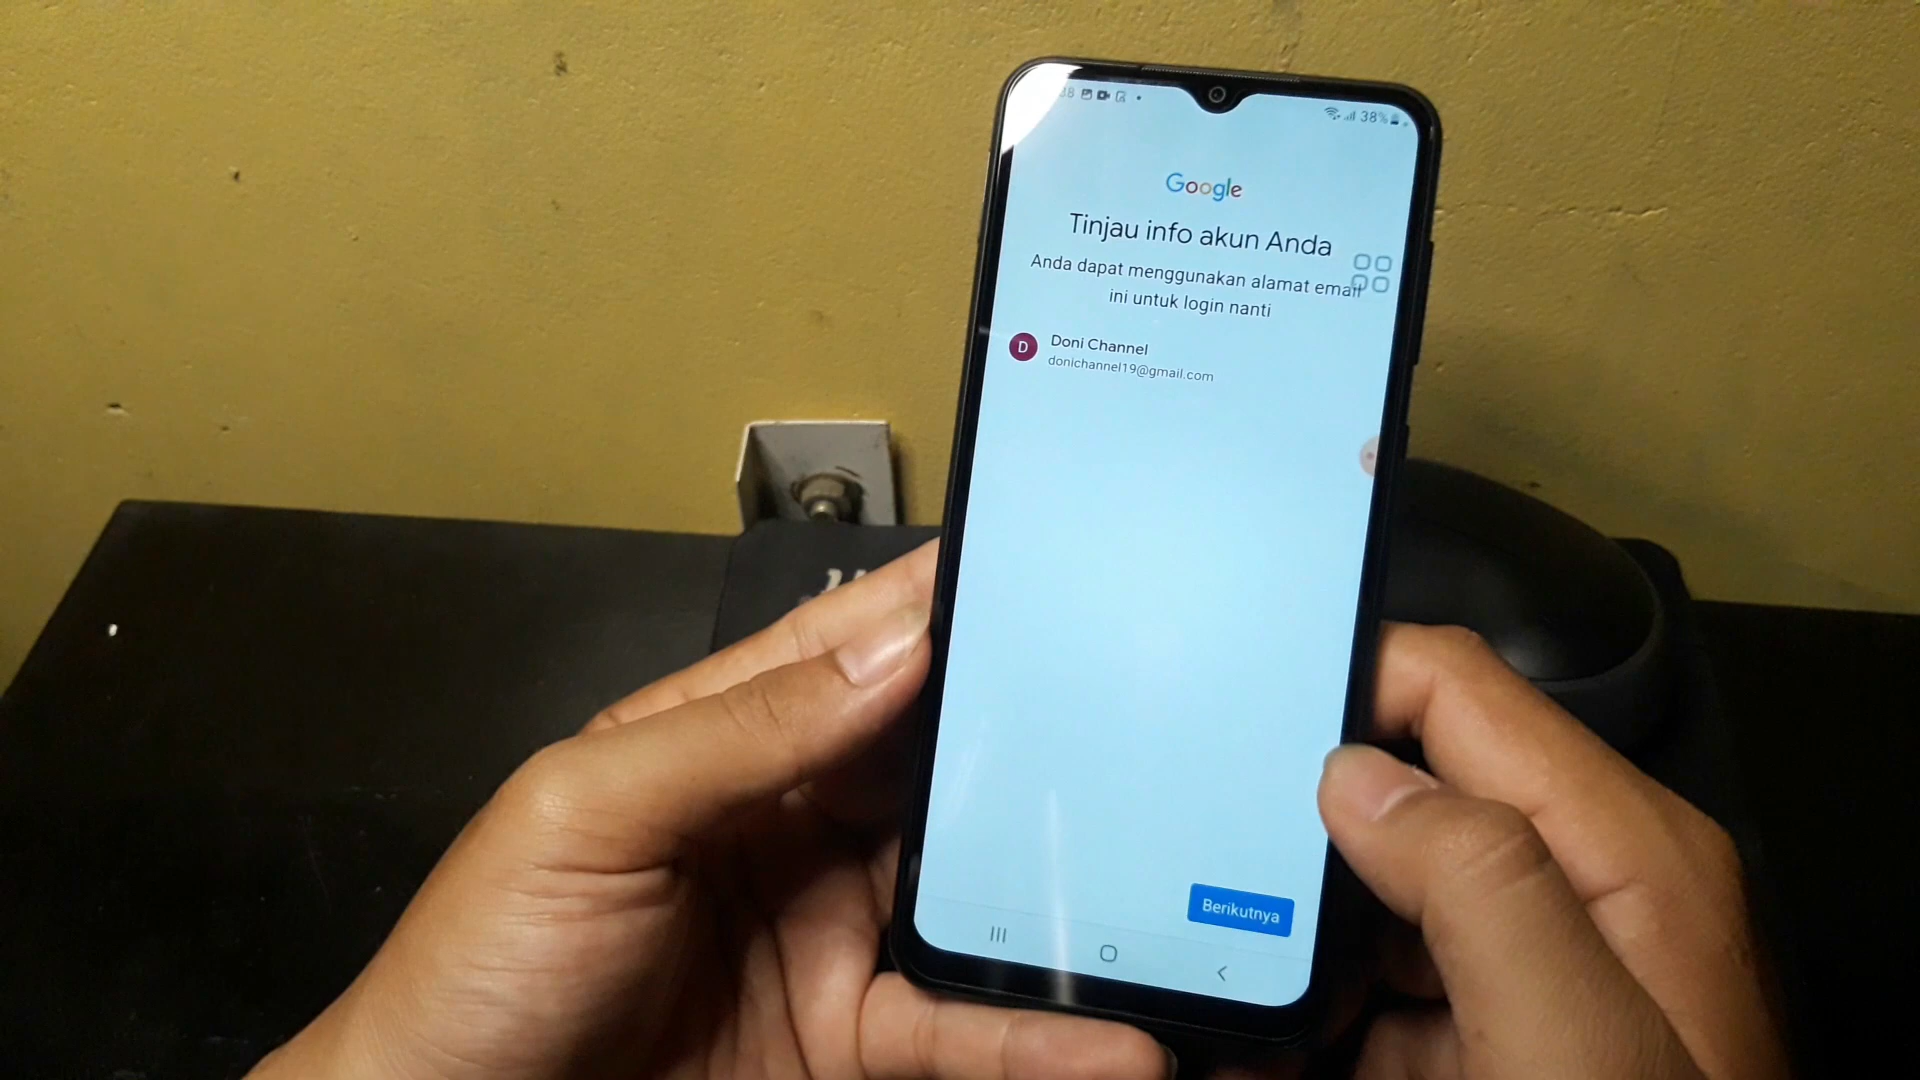 38%
Google
Tinjau info akun Anda
Anda dapat menggunakan alamat email
ini untuk login nanti
D
Doni Channel
donichannel19@gmail.com
Berikutnya